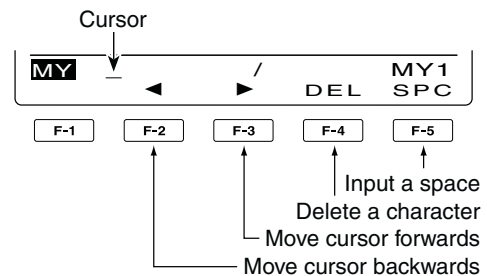 Cursor
MY _ / MY1
◄ ► DEL SPC
F-1 F-2 F-3 F-4 F-5
Input a space
Delete a character
Move cursor forwards
Move cursor backwards